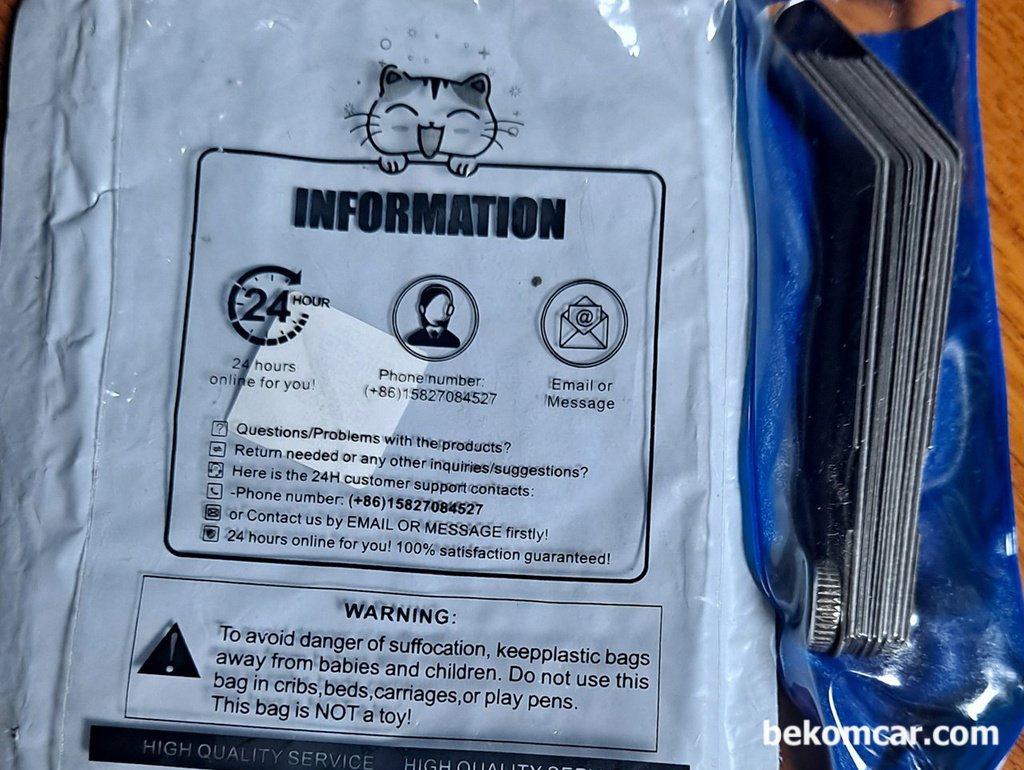 INFORMATION
24 HOUR
24 hours
online for you!
Phone number:
(+86)15827084527
@
Email or
Message
? Questions/Problems with the products?
Return needed or any other inquiries/suggestions?
Here is the 24H customer support contacts:
-Phone number: (+86)15827084527
or Contact us by EMAIL OR MESSAGE firstly!
24 hours online for you! 100% satisfaction guaranteed!
WARNING:
! To avoid danger of suffocation, keepplastic bags
away from babies and children. Do not use this
bag in cribs,beds,carriages,or play pens.
This bag is NOT a toy!
HIGH QUALITY SERVICE HIGH QUALITY SERVICE
bekomcar.com